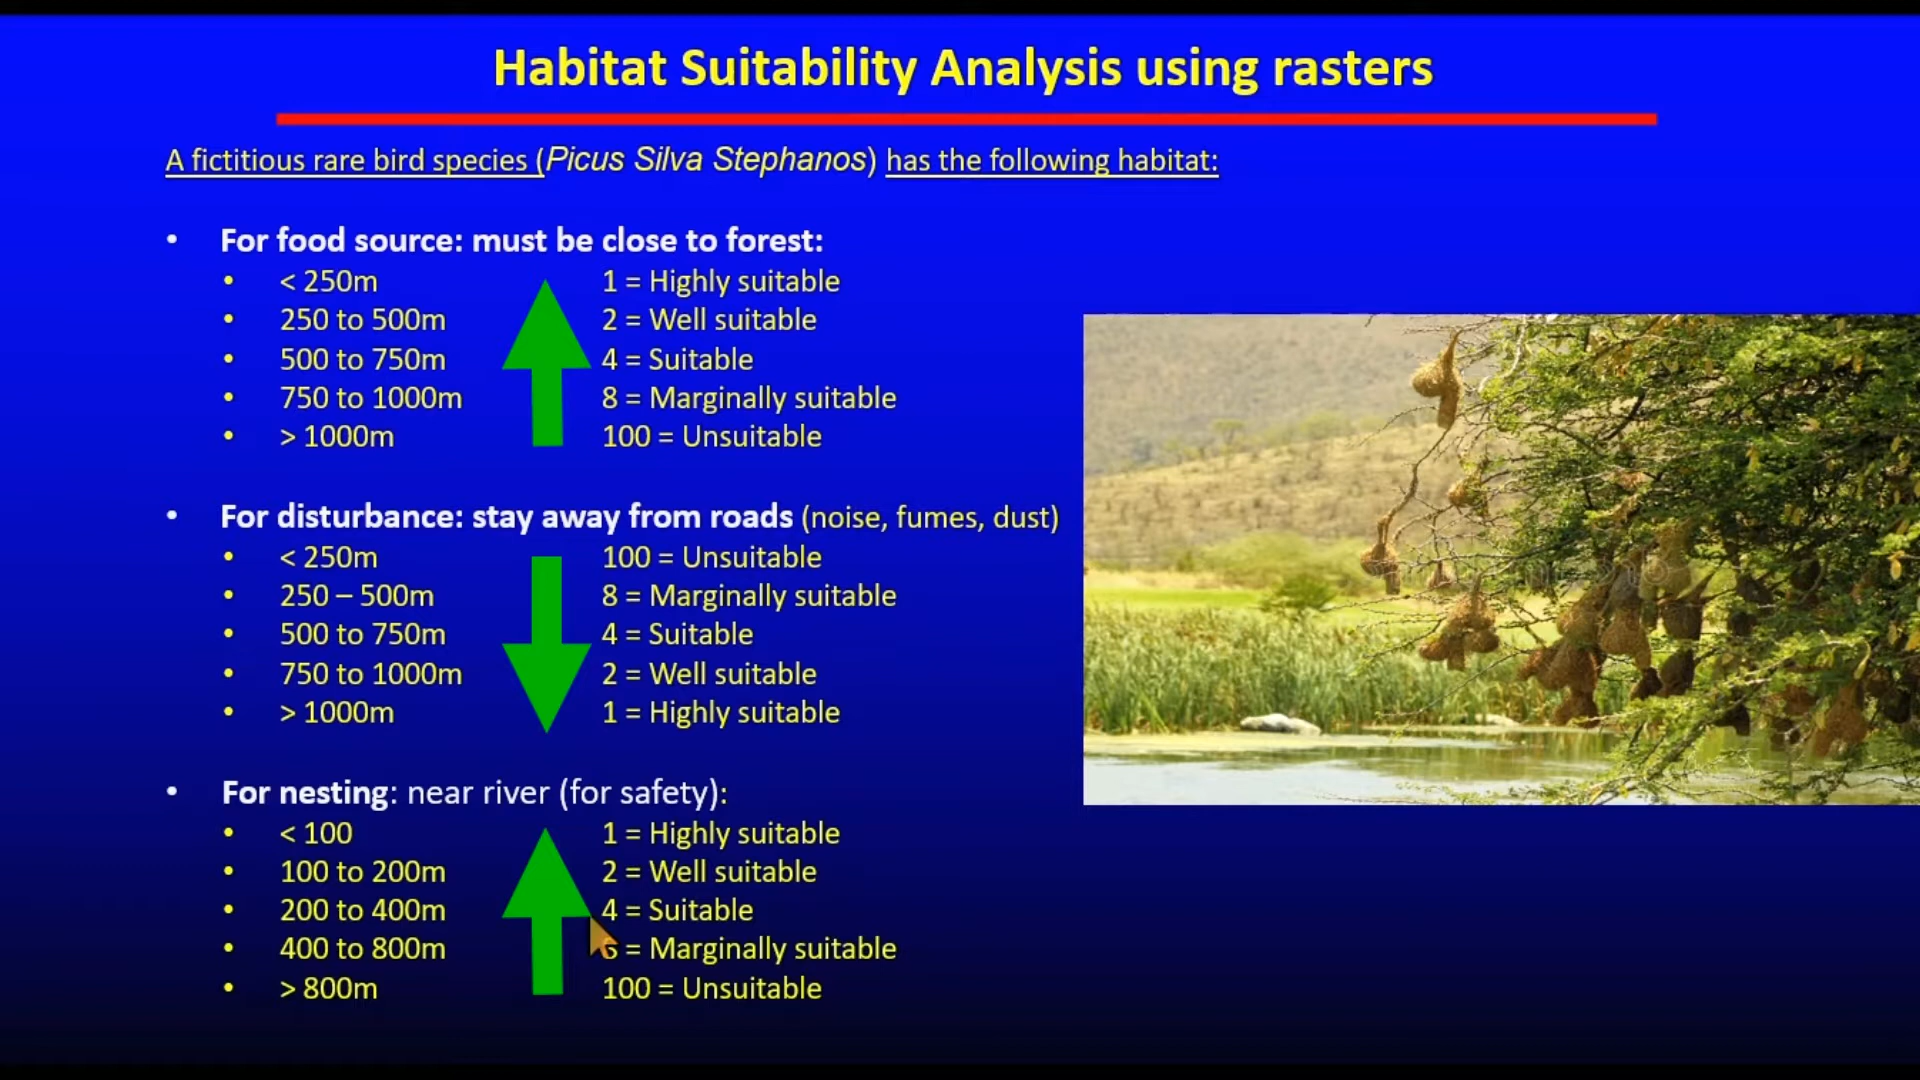 Habitat Suitability Analysis using rasters
A fictitious rare bird species (Picus Silva Stephanos) has the following habitat:
• For food source: must be close to forest:
• < 250m 1 = Highly suitable
• 250 to 500m 2 = Well suitable
• 500 to 750m 4 = Suitable
• 750 to 1000m 8 = Marginally suitable
• > 1000m 100 = Unsuitable
• For disturbance: stay away from roads (noise, fumes, dust)
• < 250m 100 = Unsuitable
• 250 – 500m 8 = Marginally suitable
• 500 to 750m 4 = Suitable
• 750 to 1000m 2 = Well suitable
• > 1000m 1 = Highly suitable
• For nesting: near river (for safety):
• < 100 1 = Highly suitable
• 100 to 200m 2 = Well suitable
• 200 to 400m 4 = Suitable
• 400 to 800m = Marginally suitable
• > 800m 100 = Unsuitable